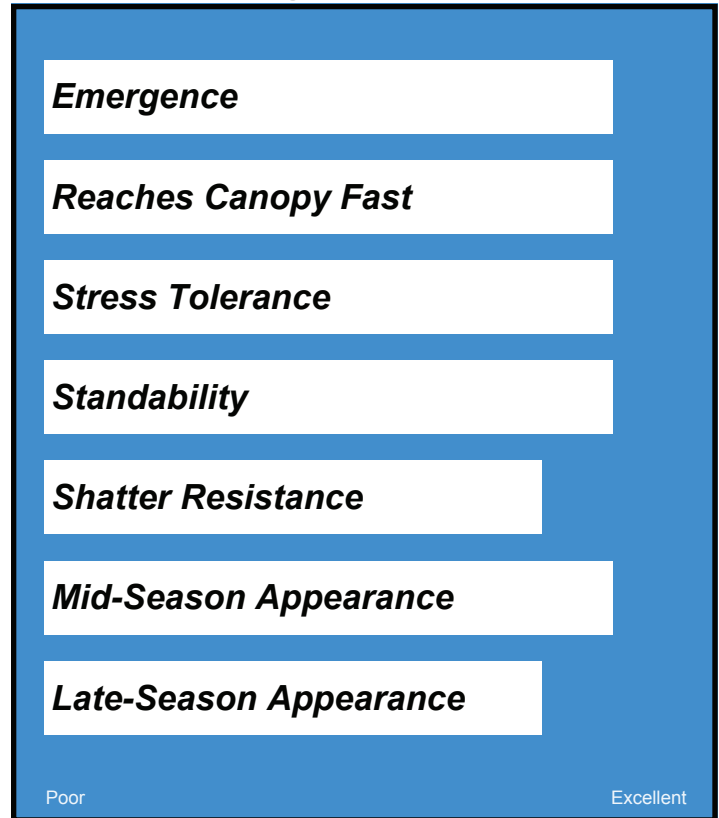 Emergence
Reaches Canopy Fast
Stress Tolerance
Standability
Shatter Resistance
Mid-Season Appearance
Late-Season Appearance
Poor Excellent